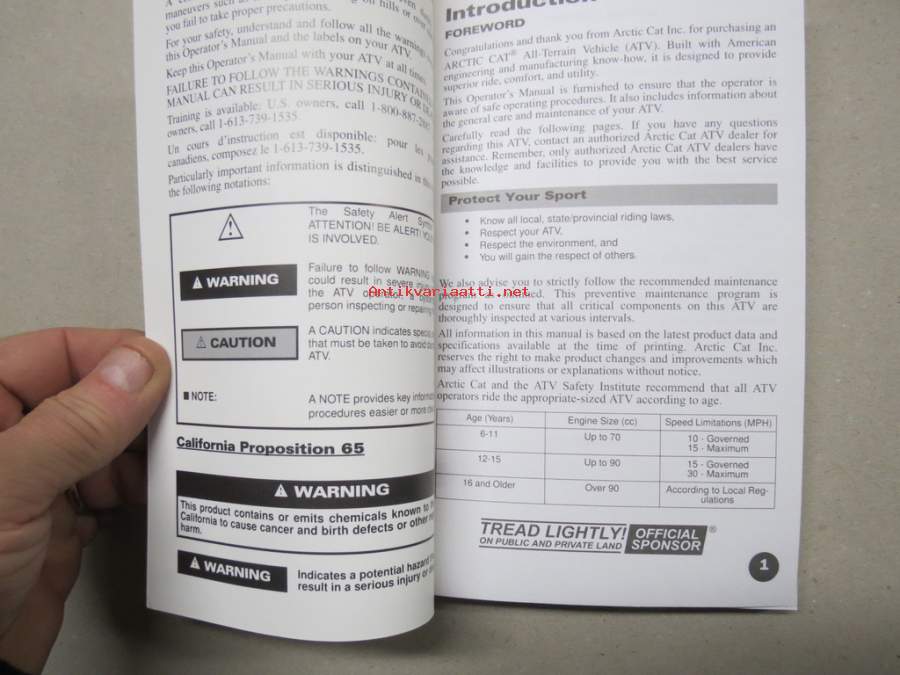 maneuvers such as
on hills or over
you fail to take proper precautions.
For your safety, understand and follow all the warnings
this Operator's Manual and the labels on your ATV.
Keep this Operator's Manual with your ATV at all times
FAILURE TO FOLLOW THE WARNINGS
MANUAL CAN RESULT IN SERIOUS INJURY OR
Training is available: U.S. owners, call 1-800-887-
owners, call 1-613-739-1535.
Un cours d'instruction est disponible: pour les
canadiens, composez le 1-613-739-1535.
Particularly important information is distinguished in this
the following notations:
The Safety Alert
ATTENTION! BE ALERT!
IS INVOLVED.
WARNING
Failure to follow WARNING
could result in severe
the ATV
person inspecting or repairing
CAUTION
A CAUTION indicates
that must be taken to avoid
ATV.
■ NOTE:
A NOTE provides key
procedures easier or more
California Proposition 65
WARNING
This product contains or emits chemicals known to
California to cause cancer and birth defects or other
harm.
WARNING
Indicates a potential hazard
result in a serious injury or
Introduction
FOREWORD
Congratulations and thank you from Arctic Cat Inc. for purchasing an
ARCTIC CAT® All-Terrain Vehicle (ATV). Built with American
engineering and manufacturing know-how, it is designed to provide
superior ride, comfort, and utility.
This Operator's Manual is furnished to ensure that the operator is
aware of safe operating procedures. It also includes information about
the general care and maintenance of your ATV.
Carefully read the following pages. If you have any questions
regarding this ATV, contact an authorized Arctic Cat ATV dealer for
assistance. Remember, only authorized Arctic Cat ATV dealers have
the knowledge and facilities to provide you with the best service
possible.
Protect Your Sport
• Know all local, state/provincial riding laws,
• Respect your ATV,
• Respect the environment, and
• You will gain the respect of others.
We also advise you to strictly follow the recommended maintenance
Antikvariaatti.net
This preventive maintenance program is
designed to ensure that all critical components on this ATV are
thoroughly inspected at various intervals.
All information in this manual is based on the latest product data and
specifications available at the time of printing. Arctic Cat Inc.
reserves the right to make product changes and improvements which
may affect illustrations or explanations without notice.
Arctic Cat and the ATV Safety Institute recommend that all ATV
operators ride the appropriate-sized ATV according to age.
Age (Years) Engine Size (cc) Speed Limitations (MPH)
6-11 Up to 70 10 - Governed
15 - Maximum
12-15 Up to 90 15 - Governed
30 - Maximum
16 and Older Over 90 According to Local Reg-
ulations
TREAD LIGHTLY! OFFICIAL ®
ON PUBLIC AND PRIVATE LAND SPONSOR
1